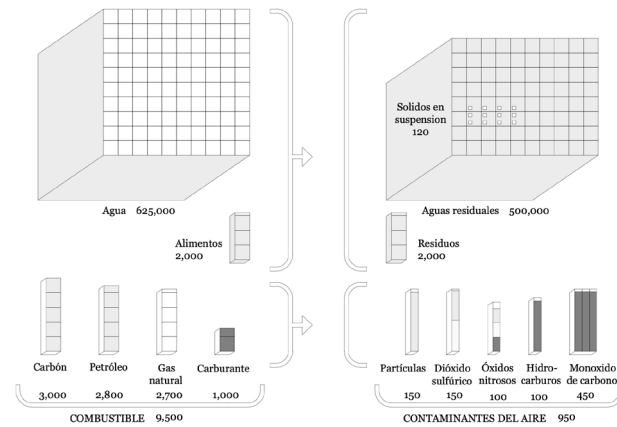 Agua 625,000
Alimentos
2,000
Carbón
3,000
Petróleo
2,800
Gas
natural
2,700
Carburante
1,000
COMBUSTIBLE 9,500
Solidos en
suspension
120
Aguas residuales 500,000
Residuos
2,000
Partículas
150
Dióxido
sulfúrico
150
Óxidos
nitrosos
100
Hidro-
carburos
100
Monoxido
de carbono
450
CONTAMINANTES DEL AIRE 950